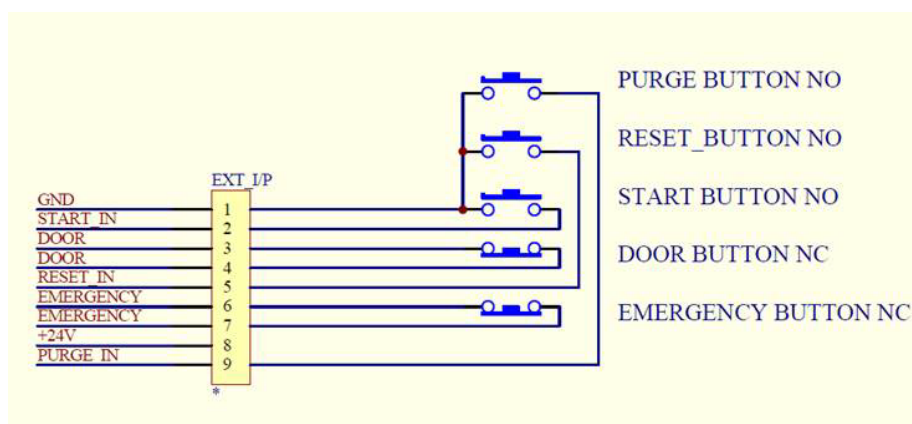 PURGE BUTTON NO
RESET_BUTTON NO
START BUTTON NO
DOOR BUTTON NC
EMERGENCY BUTTON NC
EXT_I/P
GND
START_IN
DOOR
DOOR
RESET_IN
EMERGENCY
EMERGENCY
+24V
PURGE_IN
1
2
3
4
5
6
7
8
9
*